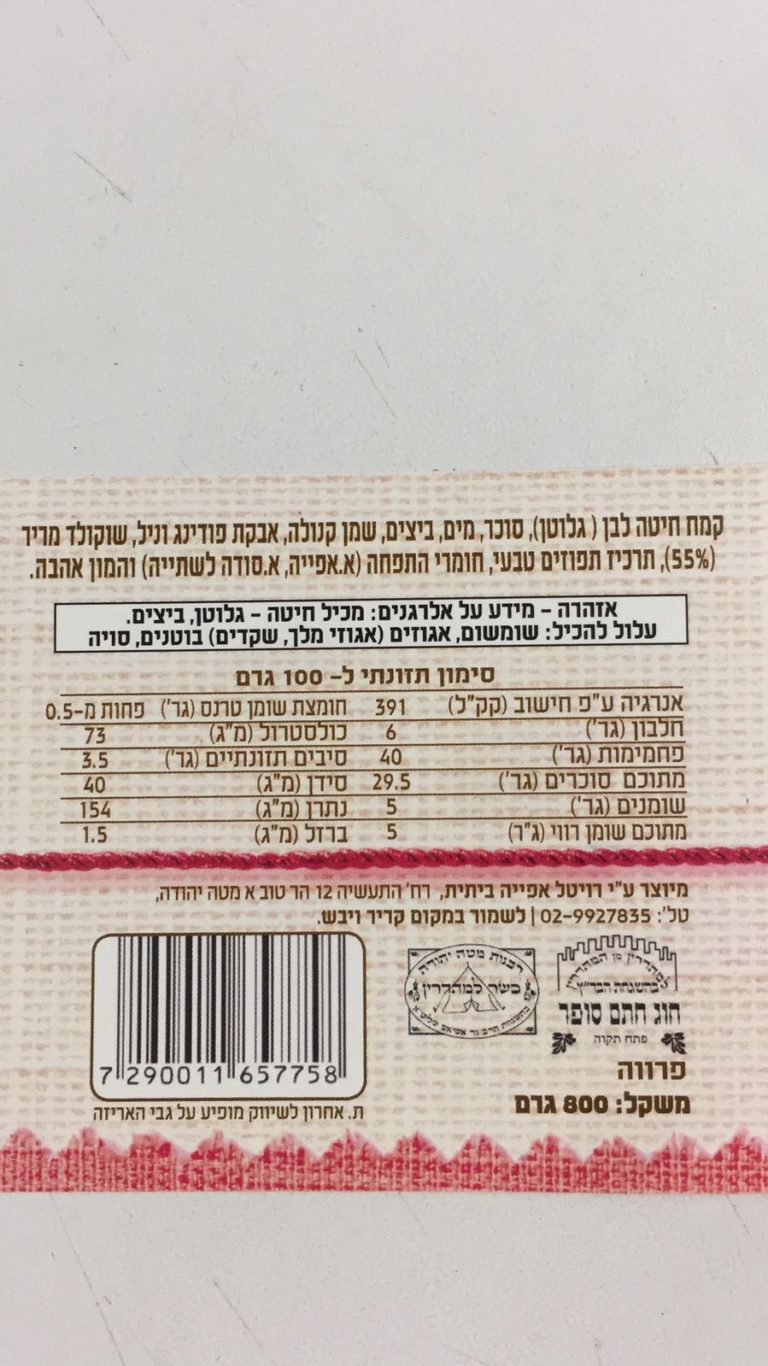 קמח חיטה לבן ( גלוטן), סוכר, מים, ביצים, שמן קנולה, אבקת פודינג וניל, שוקולד מריר
(55%), תרכיז תפוזים טבעי, חומרי התפחה (א.אפייה, א.סודה לשתייה) והמון אהבה.
אזהרה - מידע על אלרגנים: מכיל חיטה - גלוטן, ביצים.
עלול להכיל: שומשום, אגוזים (אגוזי מלך, שקדים) בוטנים, סויה
סימון תזונתי ל- 100 גרם
אנרגיה ע"פ חישוב (קק"ל) 391 חומצת שומן טרנס (גר') פחות מ-0.5
חלבון (גר') 6 כולסטרול (מ"ג) 73
פחמימות (גר') 40 סיבים תזונתיים (גר') 3.5
מתוכם סוכרים (גר') 29.5 סידן (מ"ג) 40
שומנים (גר') 5 נתרן (מ"ג) 154
מתוכם שומן רווי (ג"ר) 5 ברזל (מ"ג) 1.5
מיוצר ע"י רויטל אפייה ביתית, רח' התעשיה 12 הר טוב א מטה יהודה,
טל': 02-9927835 | לשמור במקום קריר ויבש.
מהדרין מן המהדרין
בהשגחת הבד"ץ
חוג חתם סופר
פתח תקוה
רבנות מטה יהודה
כשר למהדרין
פרווה
משקל: 800 גרם
7 290011 657758
ת. אחרון לשיווק מופיע על גבי האריזה